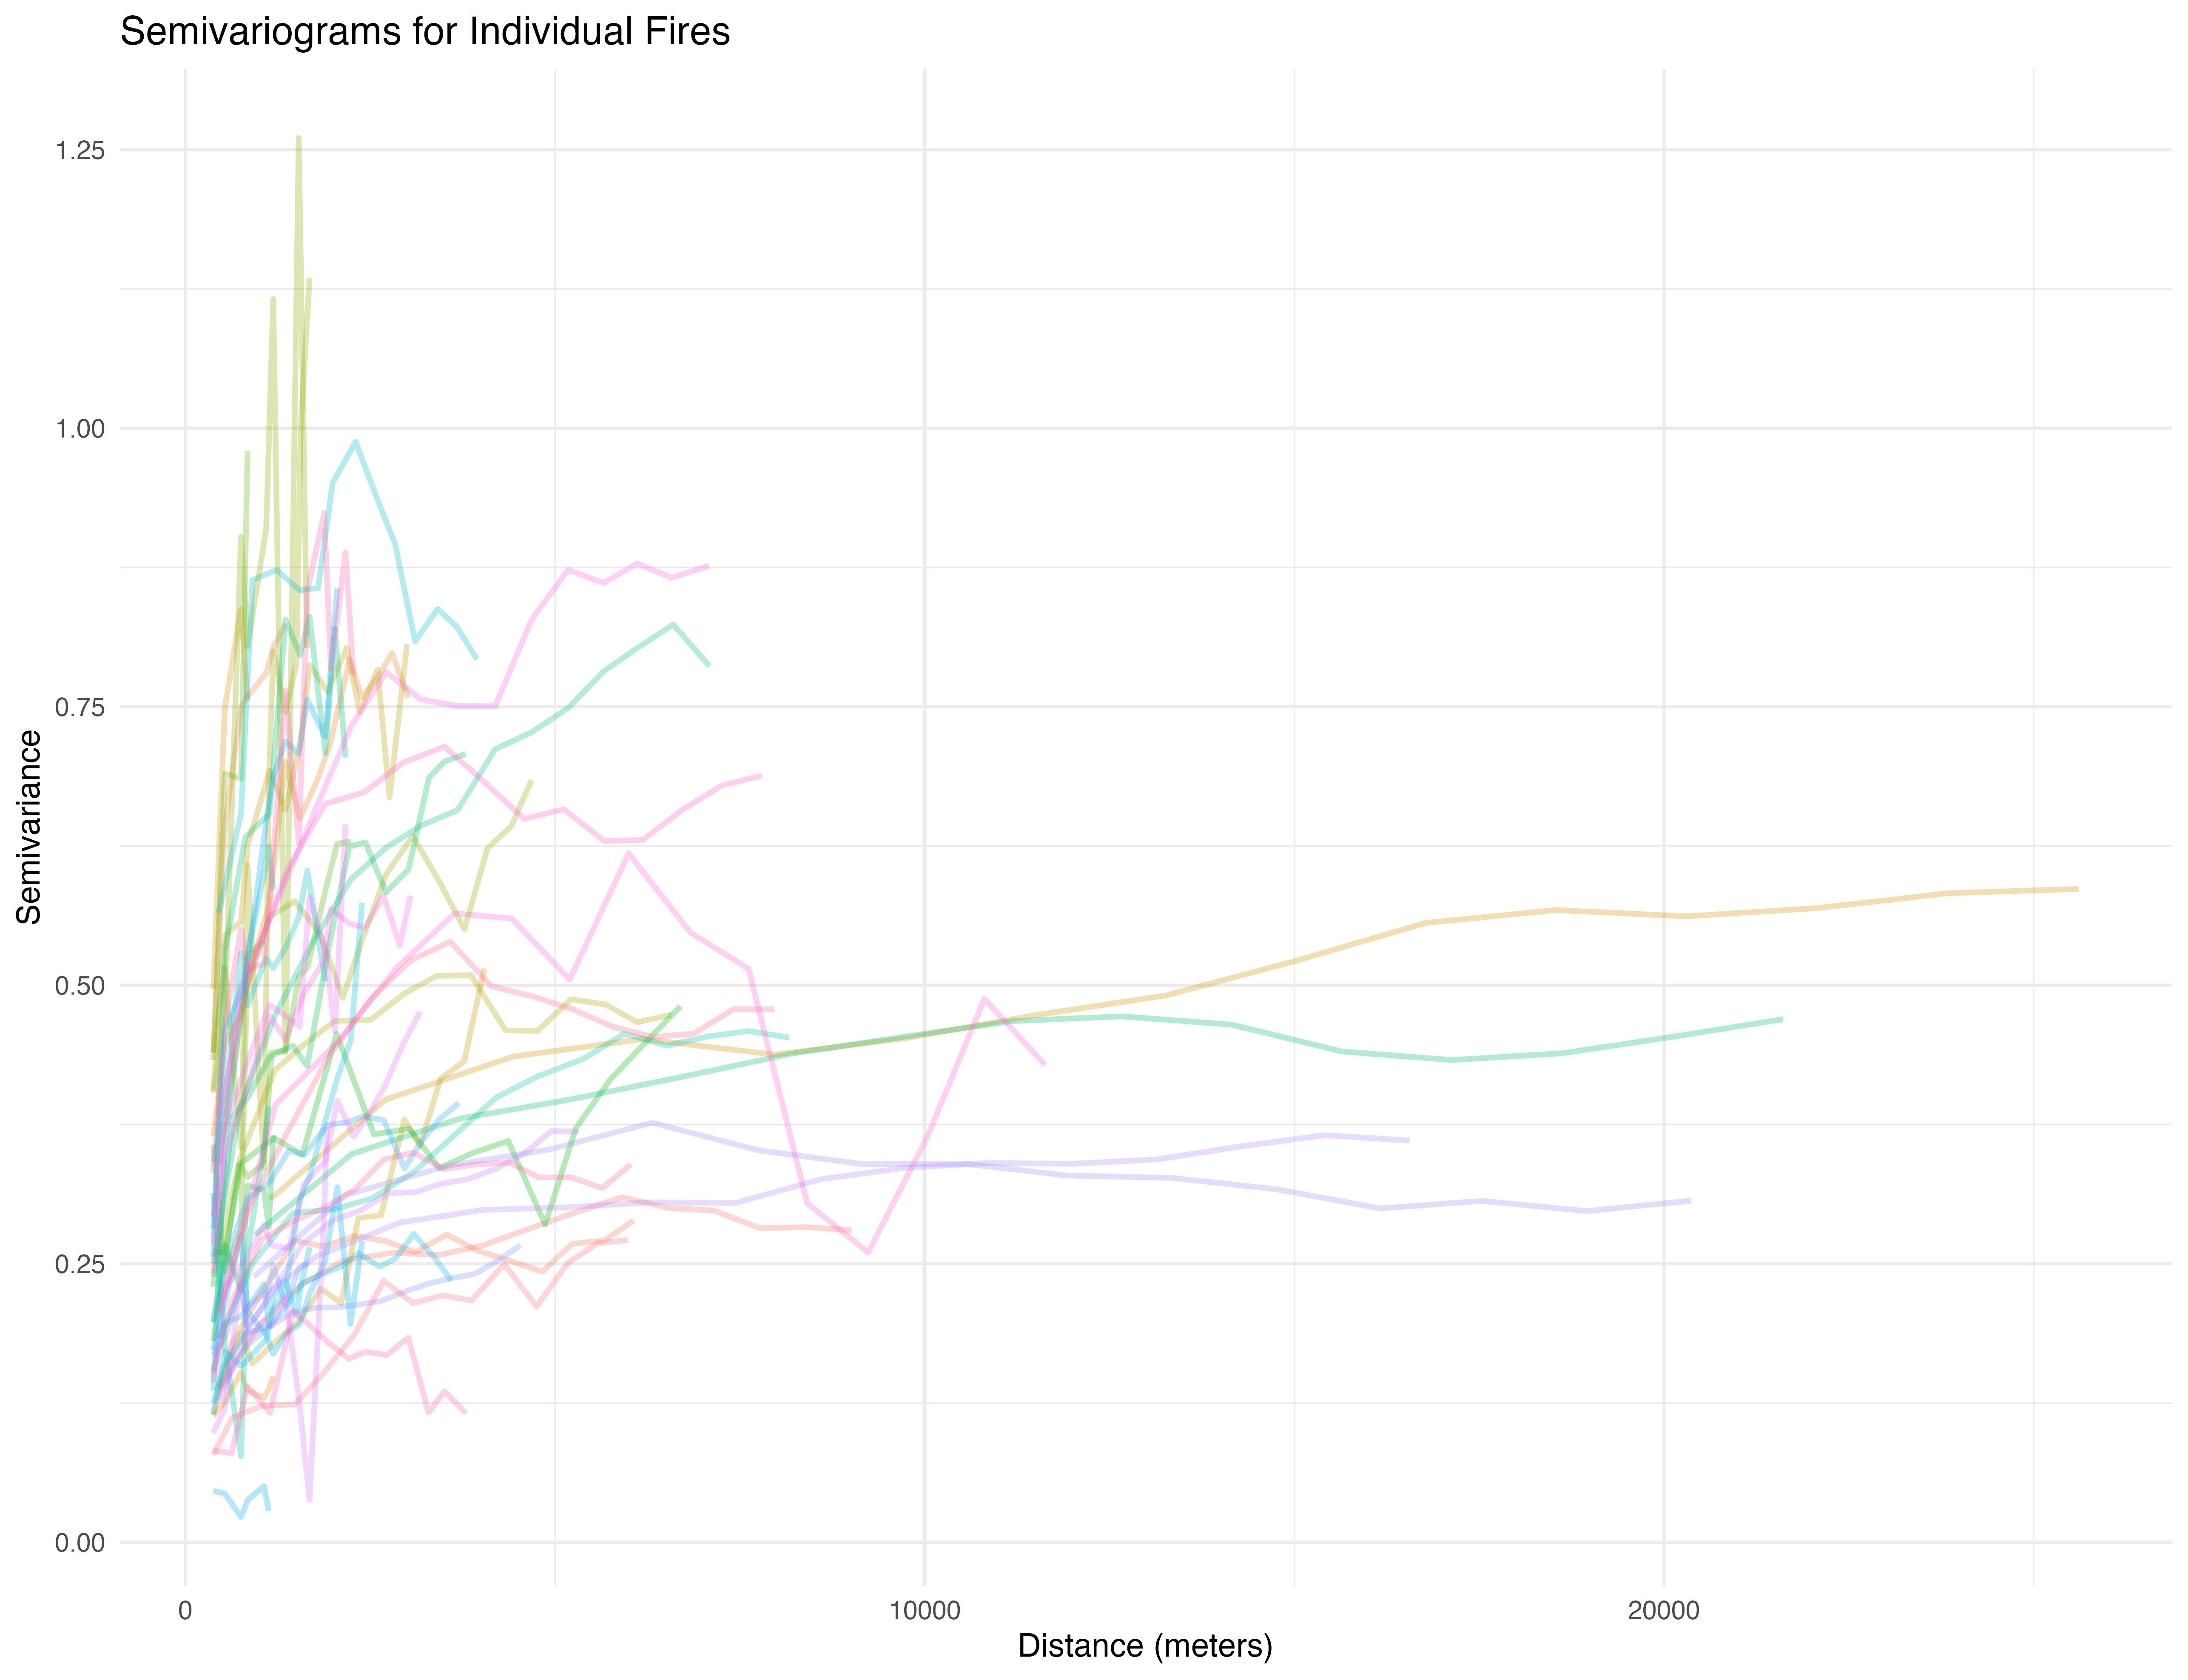 Semivariograms for Individual Fires
1.25
1.00
0.75
0.50
0.25
0.00
Semivariance
0 10000 20000
Distance (meters)